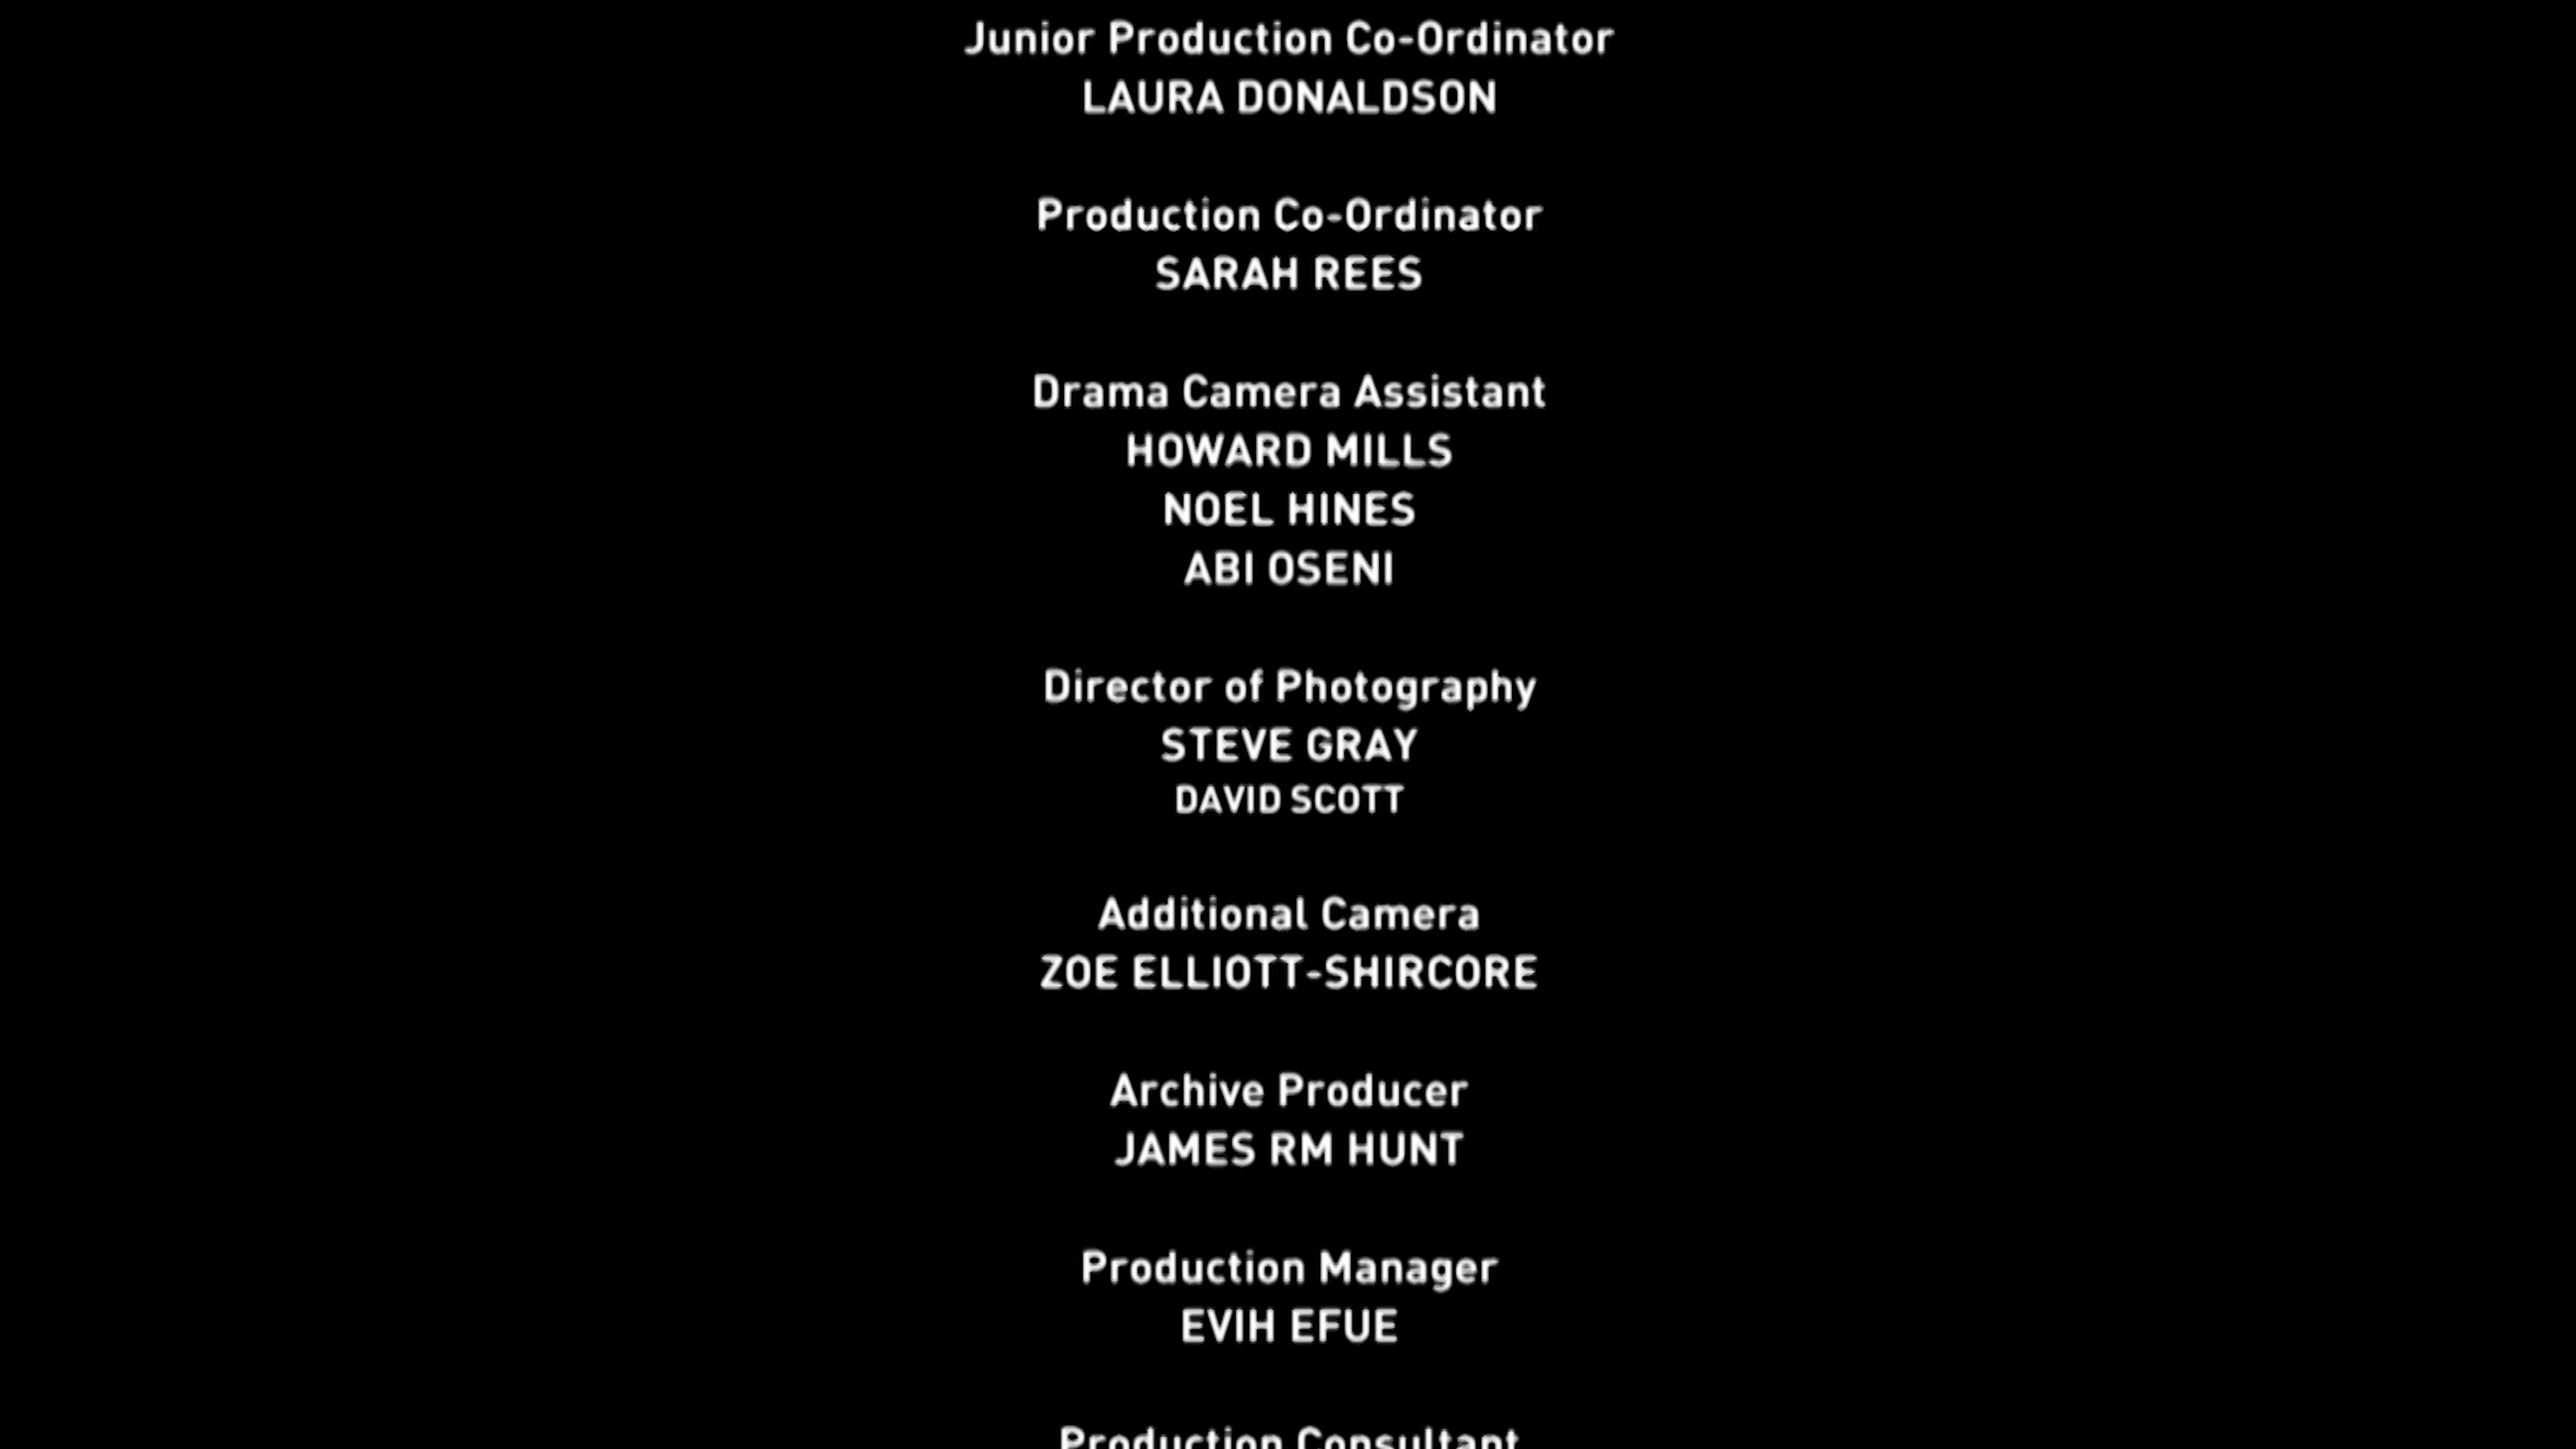 Junior Production Co-Ordinator
LAURA DONALDSON
Production Co-Ordinator
SARAH REES
Drama Camera Assistant
HOWARD MILLS
NOEL HINES
ABI OSENI
Director of Photography
STEVE GRAY
DAVID SCOTT
Additional Camera
ZOE ELLIOTT-SHIRCORE
Archive Producer
JAMES RM HUNT
Production Manager
EVIH EFUE
Production Consultant